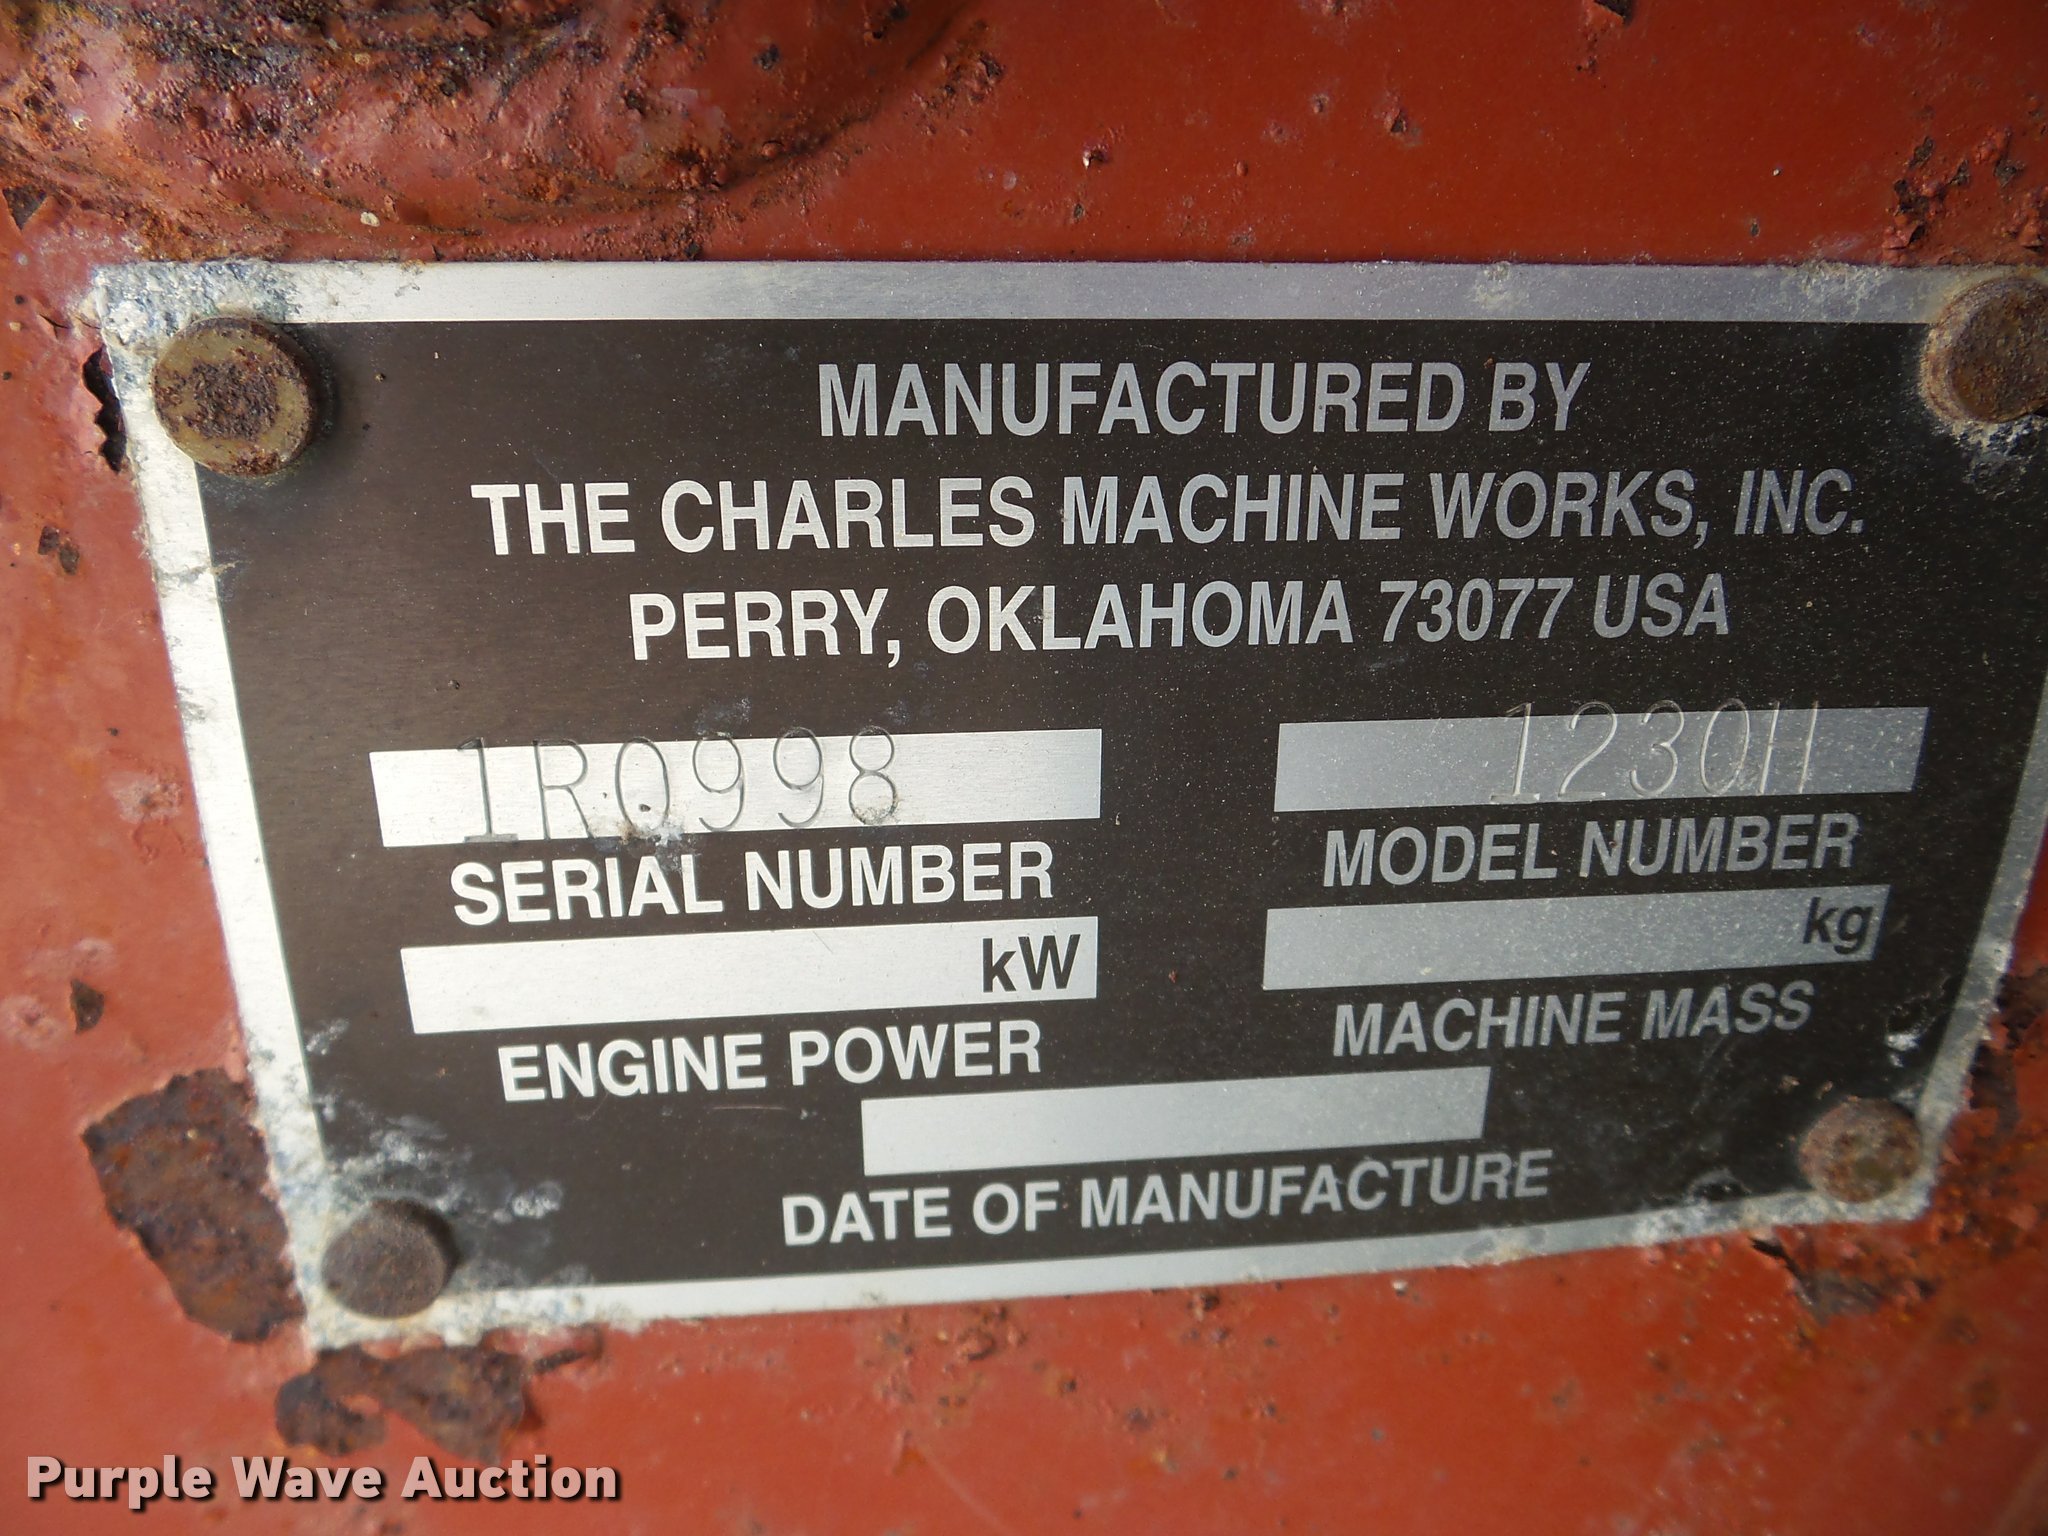 MANUFACTURED BY
THE CHARLES MACHINE WORKS, INC.
PERRY, OKLAHOMA 73077 USA
1R0998 1230H
SERIAL NUMBER MODEL NUMBER
kW kg
ENGINE POWER MACHINE MASS
DATE OF MANUFACTURE
Purple Wave Auction